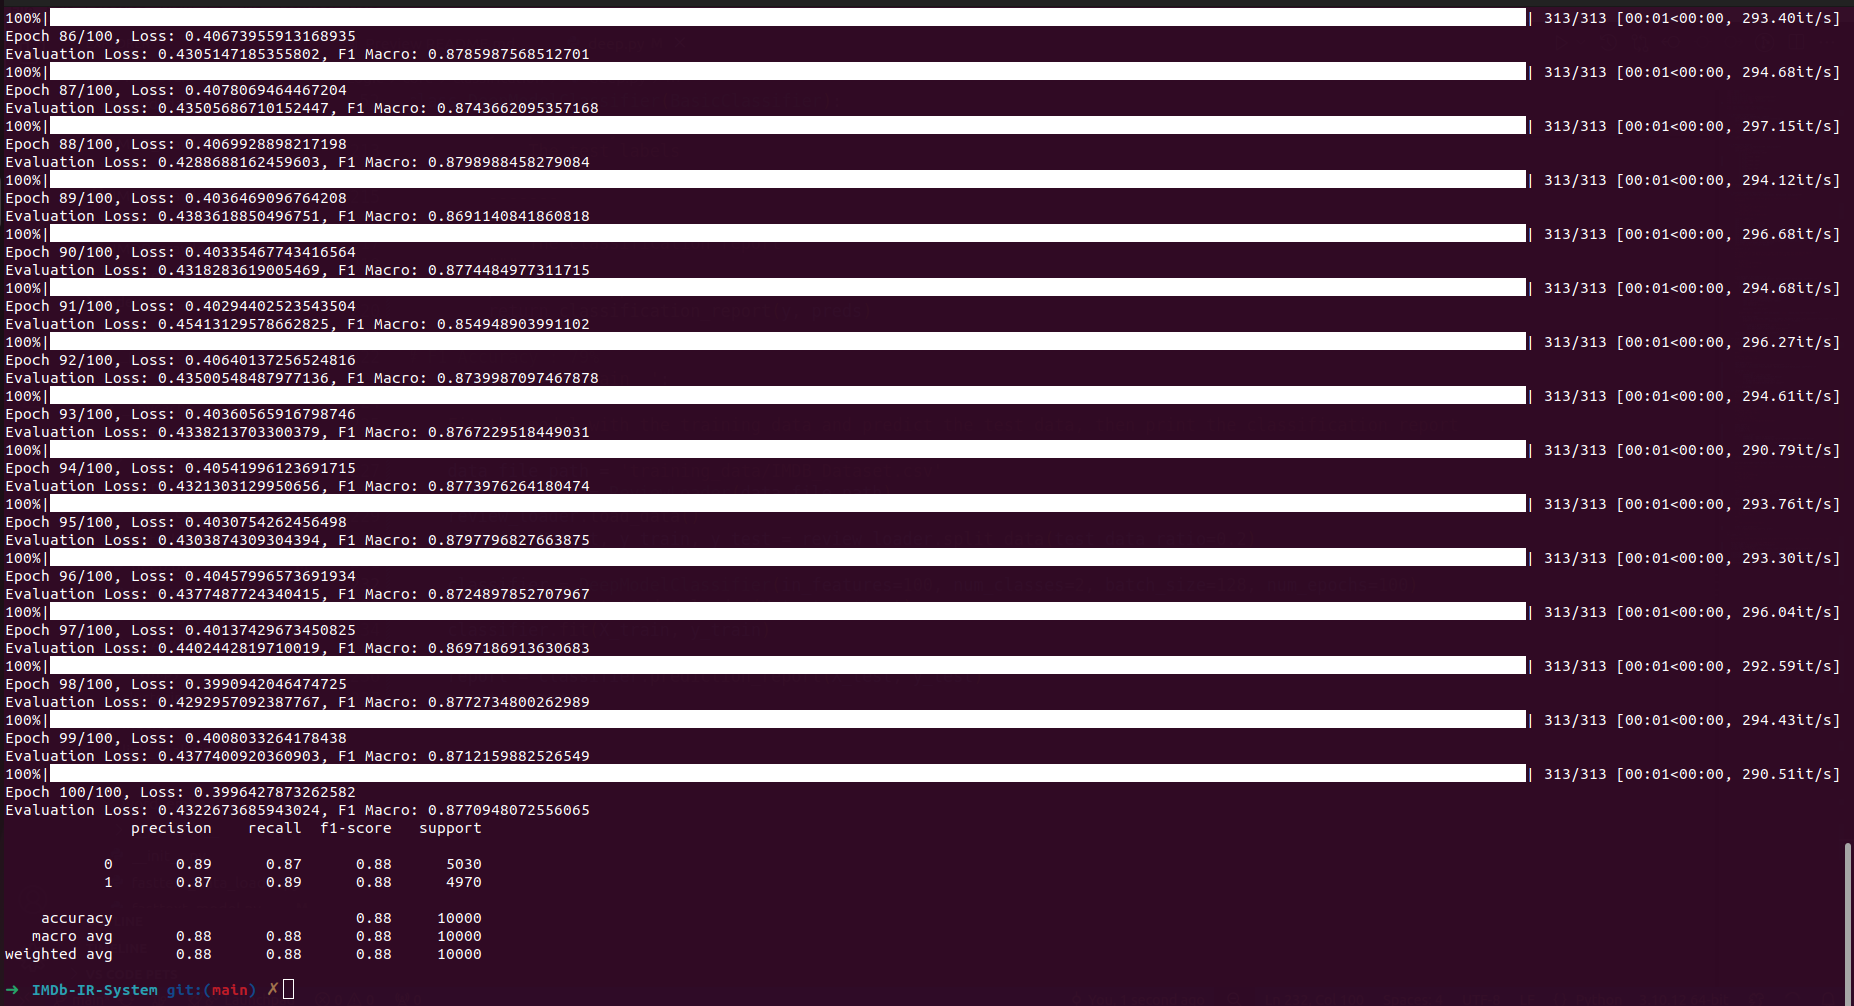 100%| | 313/313 [00:01<00:00, 293.40it/s]
Epoch 86/100, Loss: 0.40673955913168935
Evaluation Loss: 0.4305147185355802, F1 Macro: 0.8785987568512701
100%| | 313/313 [00:01<00:00, 294.68it/s]
Epoch 87/100, Loss: 0.4078069464467204
Evaluation Loss: 0.43505686710152447, F1 Macro: 0.8743662095357168
100%| | 313/313 [00:01<00:00, 297.15it/s]
Epoch 88/100, Loss: 0.4069928898217198
Evaluation Loss: 0.4288688162459603, F1 Macro: 0.8798988458279084
100%| | 313/313 [00:01<00:00, 294.12it/s]
Epoch 89/100, Loss: 0.4036469096764208
Evaluation Loss: 0.4383618850496751, F1 Macro: 0.8691140841860818
100%| | 313/313 [00:01<00:00, 296.68it/s]
Epoch 90/100, Loss: 0.40335467743416564
Evaluation Loss: 0.4318283619005469, F1 Macro: 0.8774484977311715
100%| | 313/313 [00:01<00:00, 294.68it/s]
Epoch 91/100, Loss: 0.40294402523543504
Evaluation Loss: 0.45413129578662825, F1 Macro: 0.854948903991102
100%| | 313/313 [00:01<00:00, 296.27it/s]
Epoch 92/100, Loss: 0.40640137256524816
Evaluation Loss: 0.43500548487977136, F1 Macro: 0.8739987097467878
100%| | 313/313 [00:01<00:00, 294.61it/s]
Epoch 93/100, Loss: 0.40360565916798746
Evaluation Loss: 0.4338213703300379, F1 Macro: 0.8767229518449031
100%| | 313/313 [00:01<00:00, 290.79it/s]
Epoch 94/100, Loss: 0.40541996123691715
Evaluation Loss: 0.4321303129950656, F1 Macro: 0.8773976264180474
100%| | 313/313 [00:01<00:00, 293.76it/s]
Epoch 95/100, Loss: 0.4030754262456498
Evaluation Loss: 0.4303874309304394, F1 Macro: 0.8797796827663875
100%| | 313/313 [00:01<00:00, 293.30it/s]
Epoch 96/100, Loss: 0.40457996573691934
Evaluation Loss: 0.4377487724340415, F1 Macro: 0.8724897852707967
100%| | 313/313 [00:01<00:00, 296.04it/s]
Epoch 97/100, Loss: 0.40137429673450825
Evaluation Loss: 0.4402442819710019, F1 Macro: 0.8697186913630683
100%| | 313/313 [00:01<00:00, 292.59it/s]
Epoch 98/100, Loss: 0.3990942046474725
Evaluation Loss: 0.4292957092387767, F1 Macro: 0.8772734800262989
100%| | 313/313 [00:01<00:00, 294.43it/s]
Epoch 99/100, Loss: 0.4008033264178438
Evaluation Loss: 0.4377400920360903, F1 Macro: 0.8712159882526549
100%| | 313/313 [00:01<00:00, 290.51it/s]
Epoch 100/100, Loss: 0.3996427873262582
Evaluation Loss: 0.4322673685943024, F1 Macro: 0.8770948072556065
precision recall f1-score support
0 0.89 0.87 0.88 5030
1 0.87 0.89 0.88 4970
accuracy 0.88 10000
macro avg 0.88 0.88 0.88 10000
weighted avg 0.88 0.88 0.88 10000
➜ IMDb-IR-System git:(main) ✗